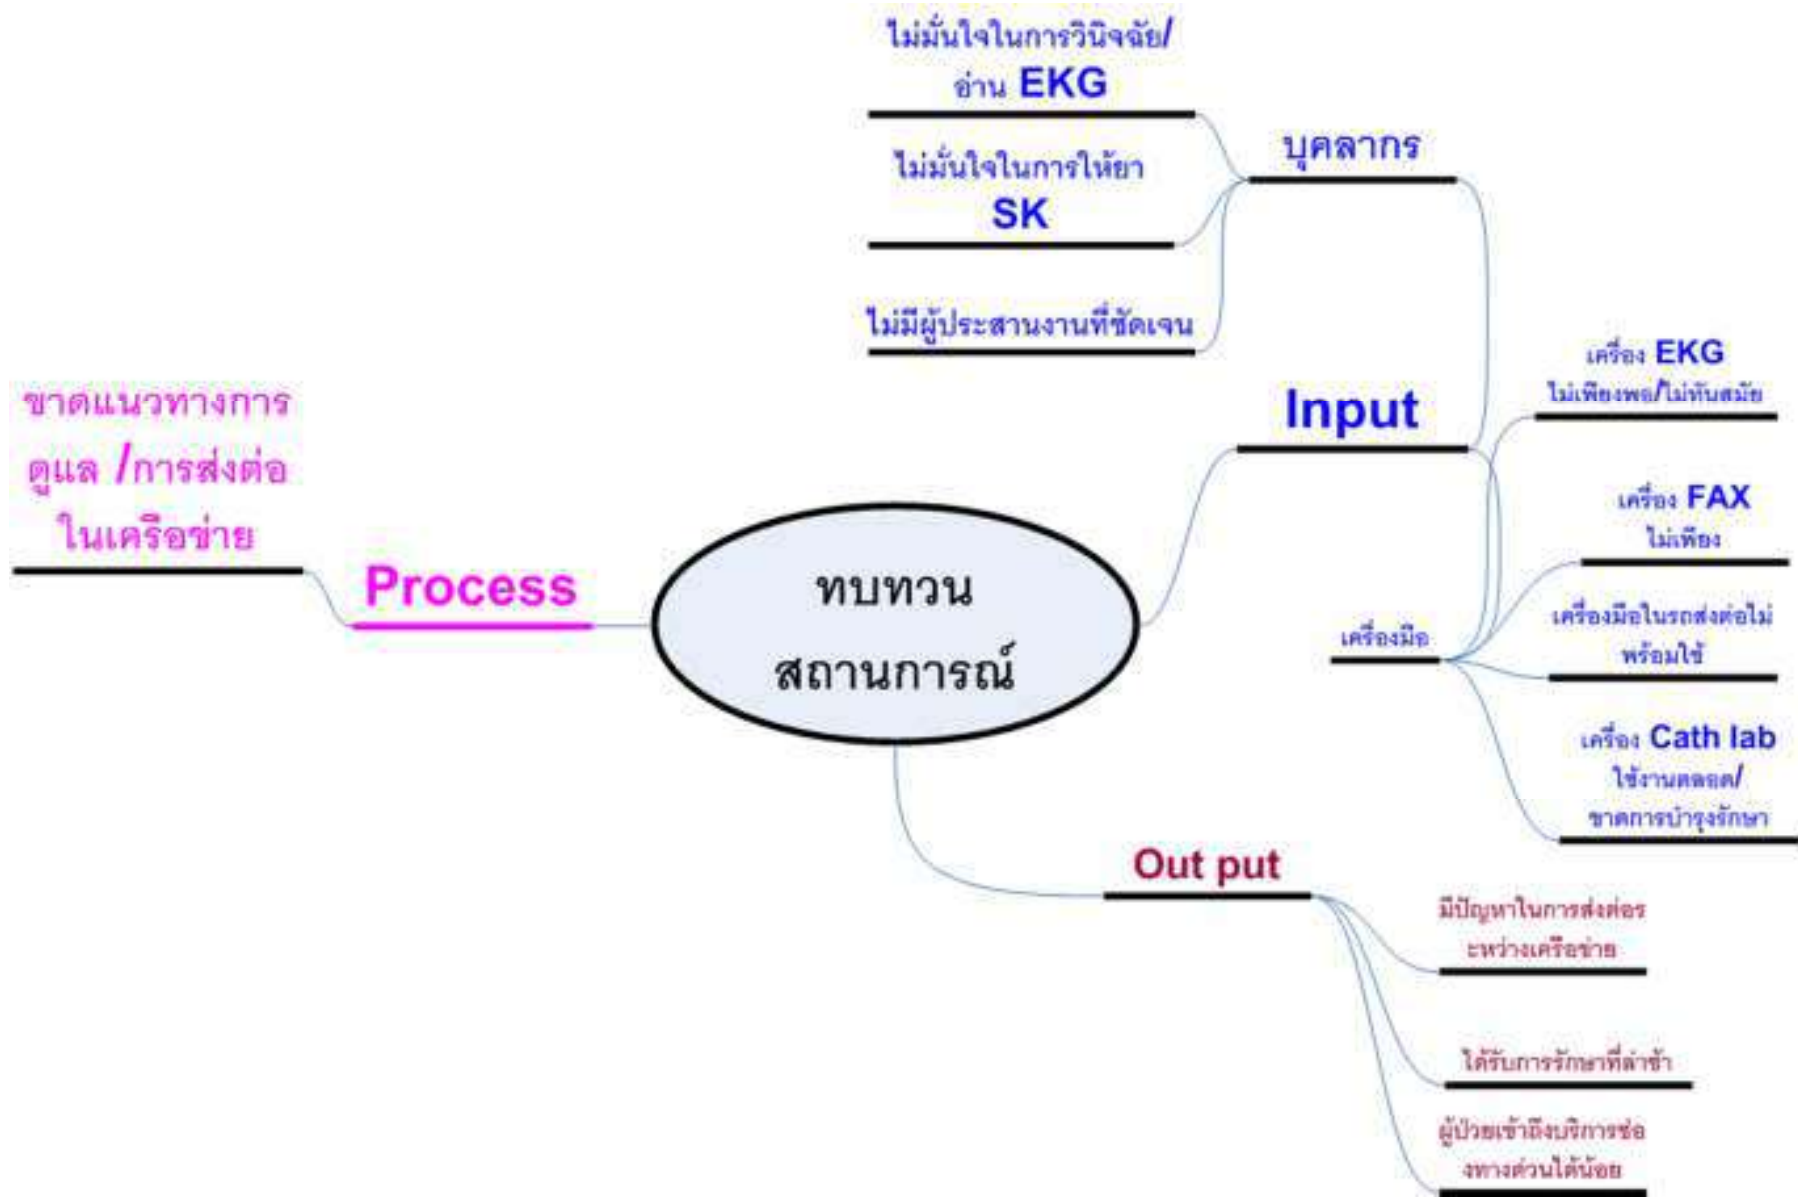 ไม่มั่นใจในการวินิจฉัย/
อ่าน EKG
ไม่มั่นใจในการให้ยา
SK
ไม่มีผู้ประสานงานที่ชัดเจน
บุคลากร
Input
เครื่อง EKG
ไม่เพียงพอ/ไม่ทันสมัย
เครื่อง FAX
ไม่เพียง
เครื่องมือ
เครื่องมือในรถส่งต่อไม่
พร้อมใช้
เครื่อง Cath lab
ใช้งานตลอด/
ขาดการบำรุงรักษา
ขาดแนวทางการ
ดูแล /การส่งต่อ
ในเครือข่าย
Process
ทบทวน
สถานการณ์
Out put
มีปัญหาในการส่งต่อร
ะหว่างเครือข่าย
ได้รับการรักษาที่ล่าช้า
ผู้ป่วยเข้าถึงบริการช่อ
งทางด่วนได้น้อย